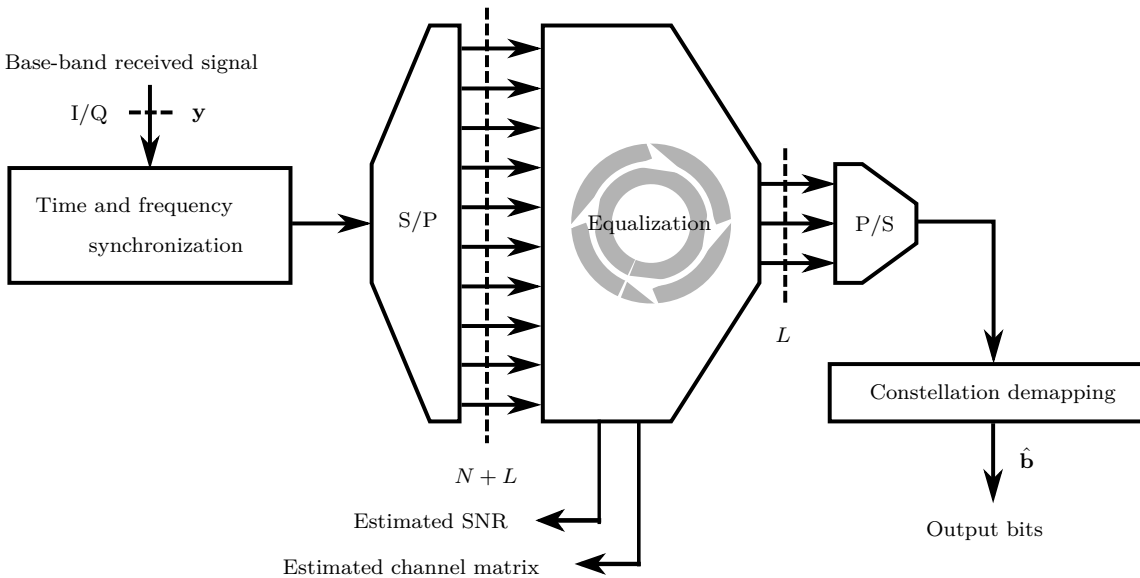 Base-band received signal
I/Q
y
Time and frequency
synchronization
S/P
N + L
Equalization
Estimated SNR
Estimated channel matrix
L
P/S
Constellation demapping
b̂
Output bits